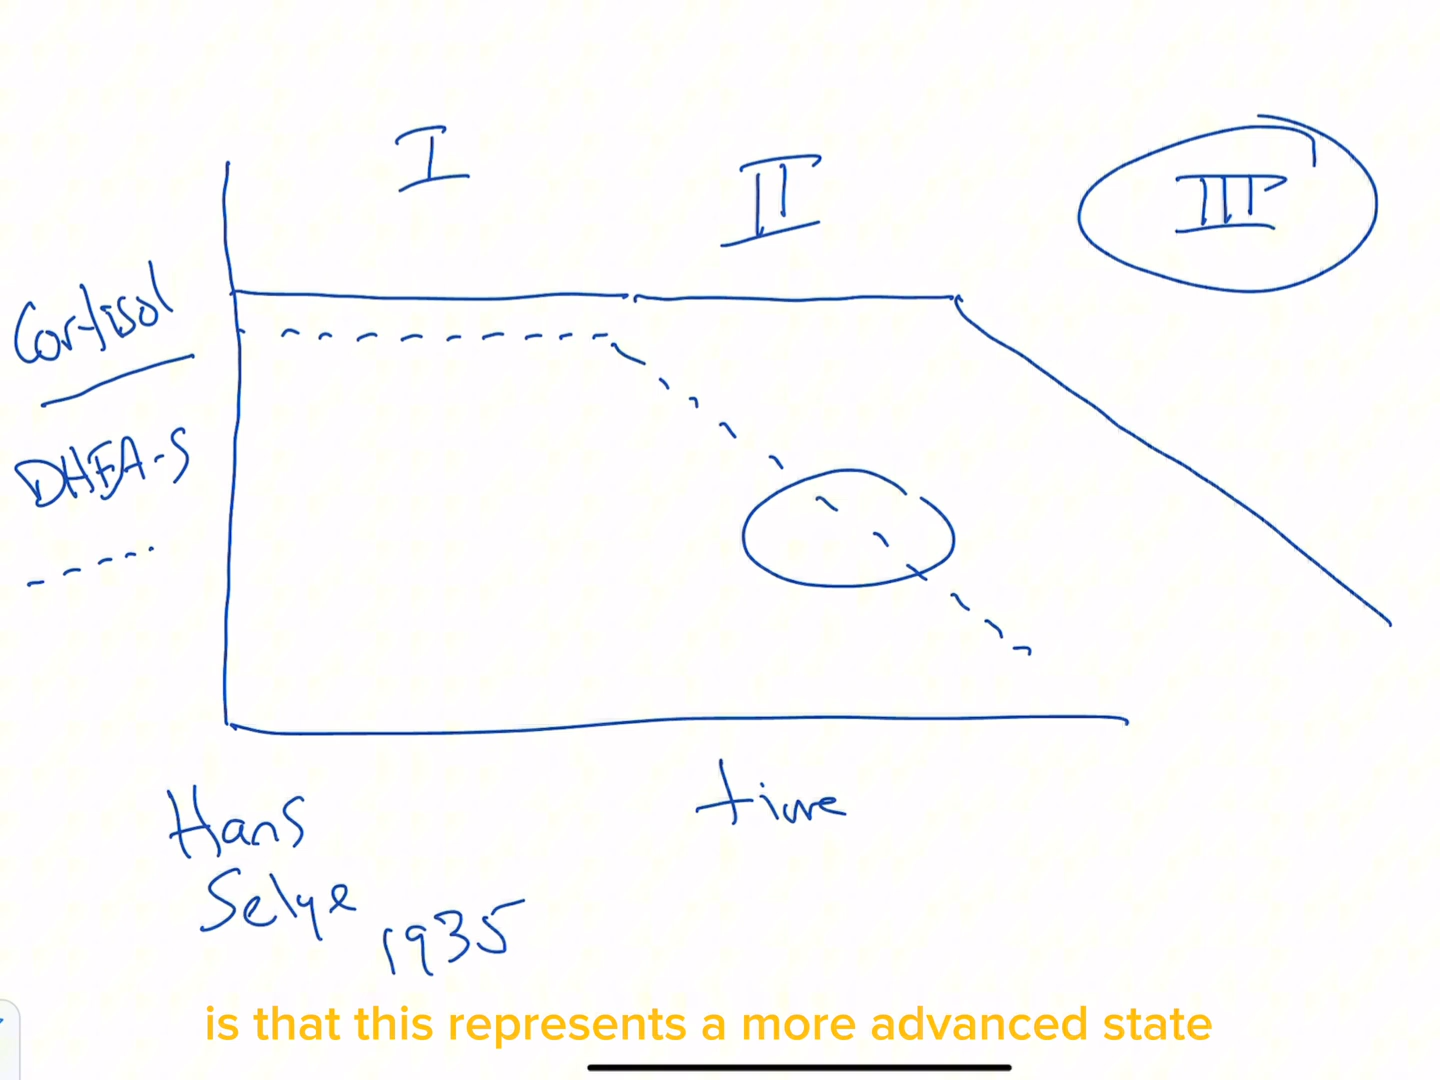 I
II
III
Cortisol
DHEA-S
time
Hans
Selye
1935
is that this represents a more advanced state